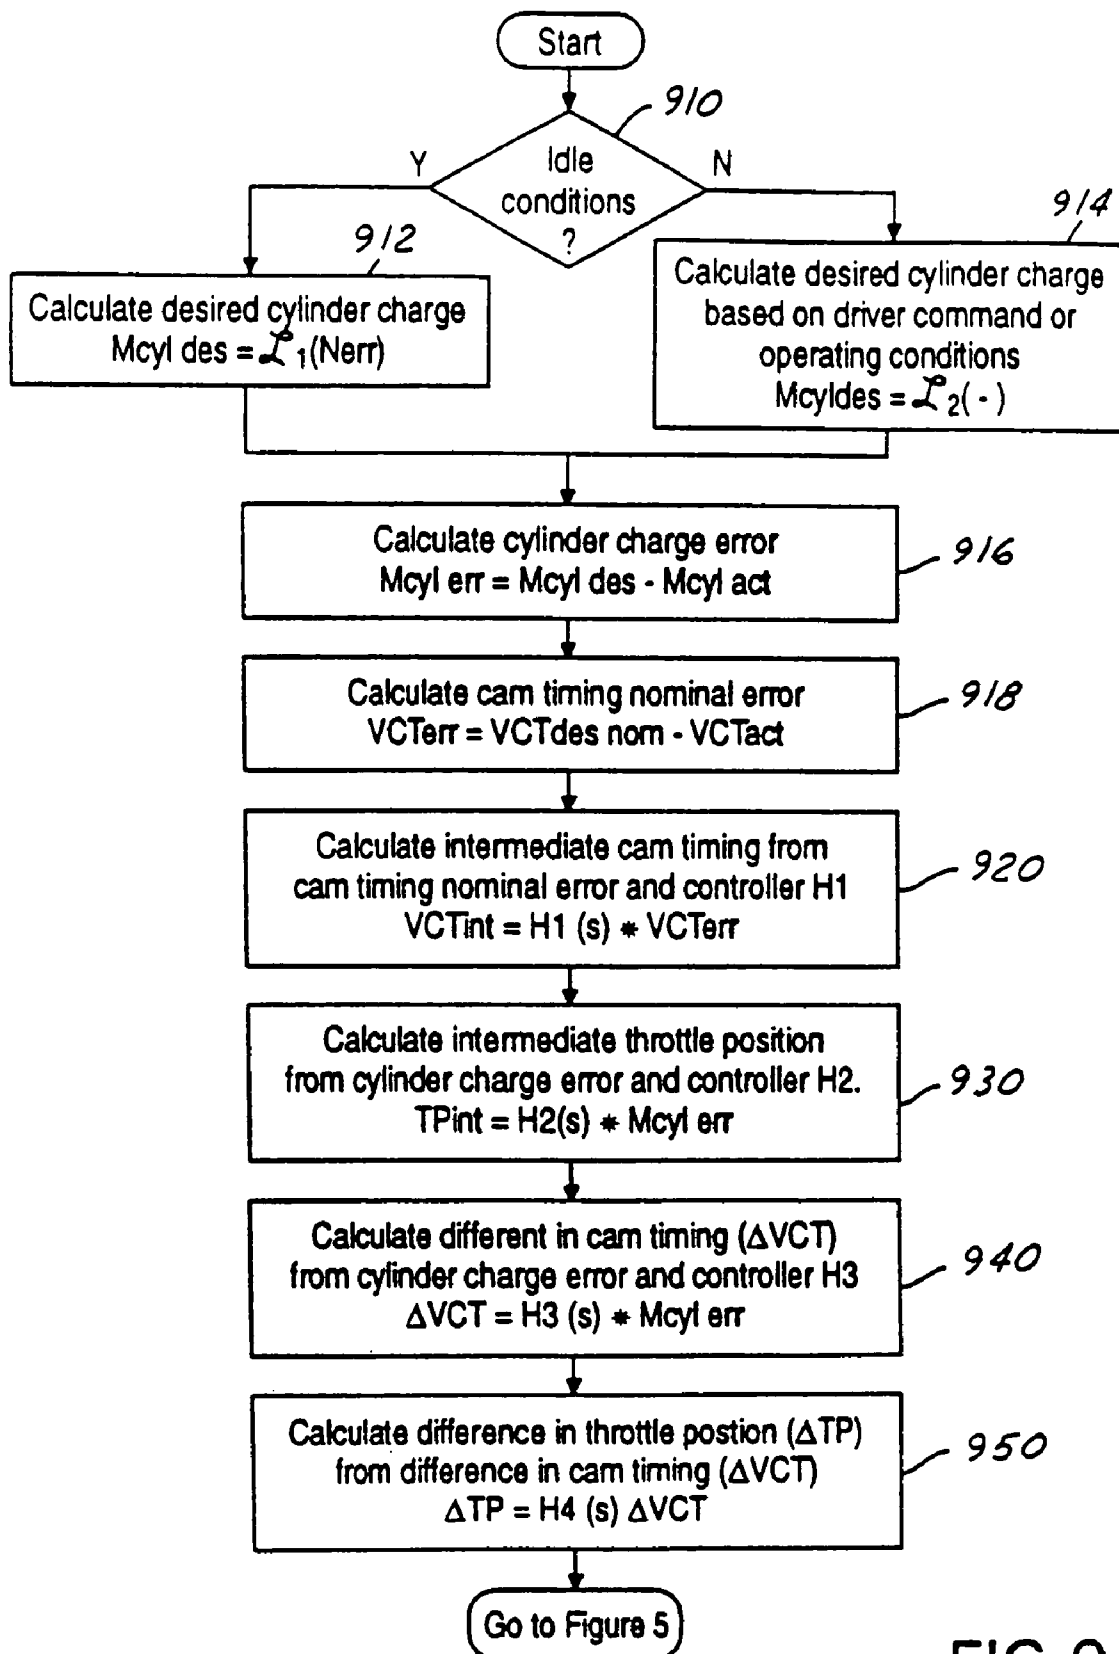 Start
910
Idle
conditions
?
Y
N
912
Calculate desired cylinder charge
Mcyl des = ℒ1(Nerr)
914
Calculate desired cylinder charge
based on driver command or
operating conditions
Mcyldes = ℒ2( - )
Calculate cylinder charge error
Mcyl err = Mcyl des - Mcyl act
916
Calculate cam timing nominal error
VCTerr = VCTdes nom - VCTact
918
Calculate intermediate cam timing from
cam timing nominal error and controller H1
VCTint = H1 (s) * VCTerr
920
Calculate intermediate throttle position
from cylinder charge error and controller H2.
TPint = H2(s) * Mcyl err
930
Calculate different in cam timing (ΔVCT)
from cylinder charge error and controller H3
ΔVCT = H3 (s) * Mcyl err
940
Calculate difference in throttle postion (ΔTP)
from difference in cam timing (ΔVCT)
ΔTP = H4 (s) ΔVCT
950
Go to Figure 5